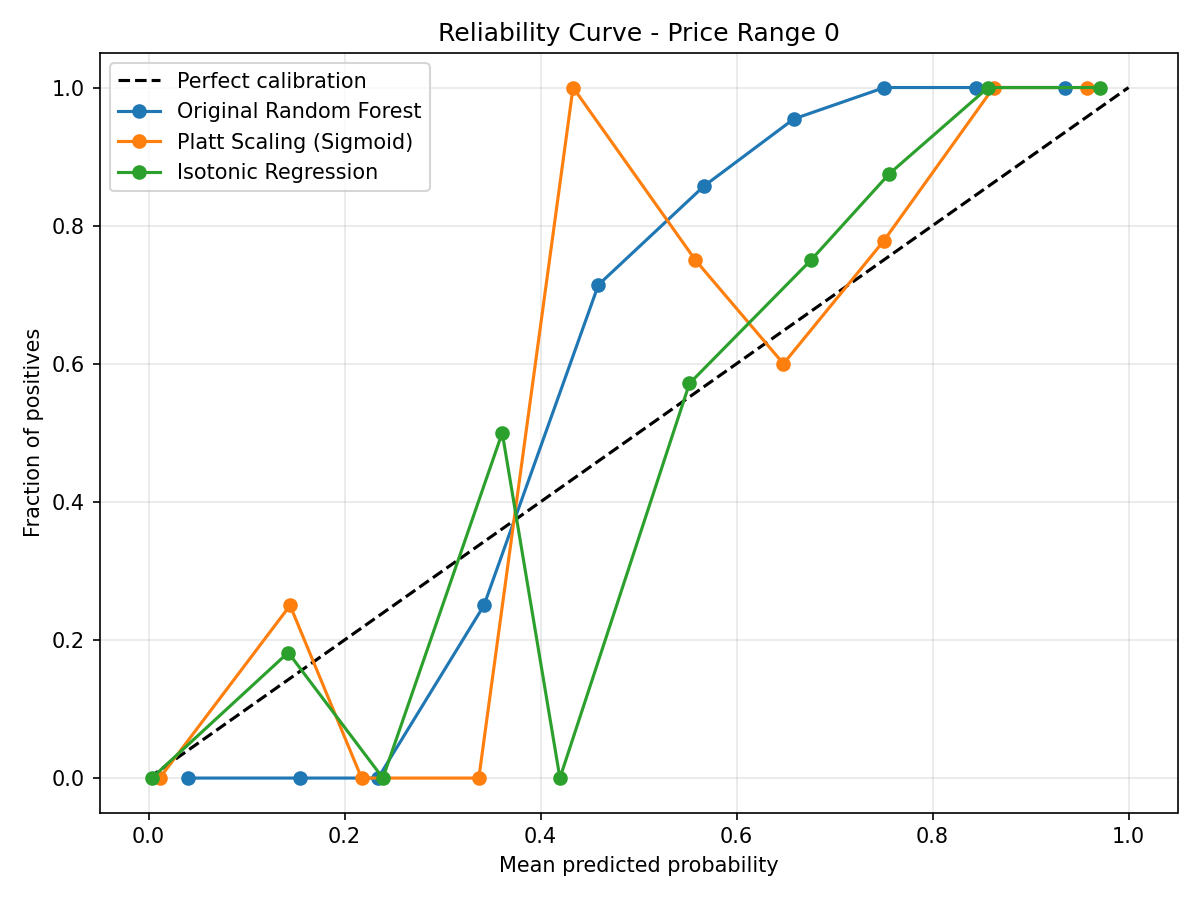 Reliability Curve - Price Range 0
Perfect calibration
Original Random Forest
Platt Scaling (Sigmoid)
Isotonic Regression
1.0
0.8
0.6
0.4
0.2
0.0
Fraction of positives
0.0 0.2 0.4 0.6 0.8 1.0
Mean predicted probability